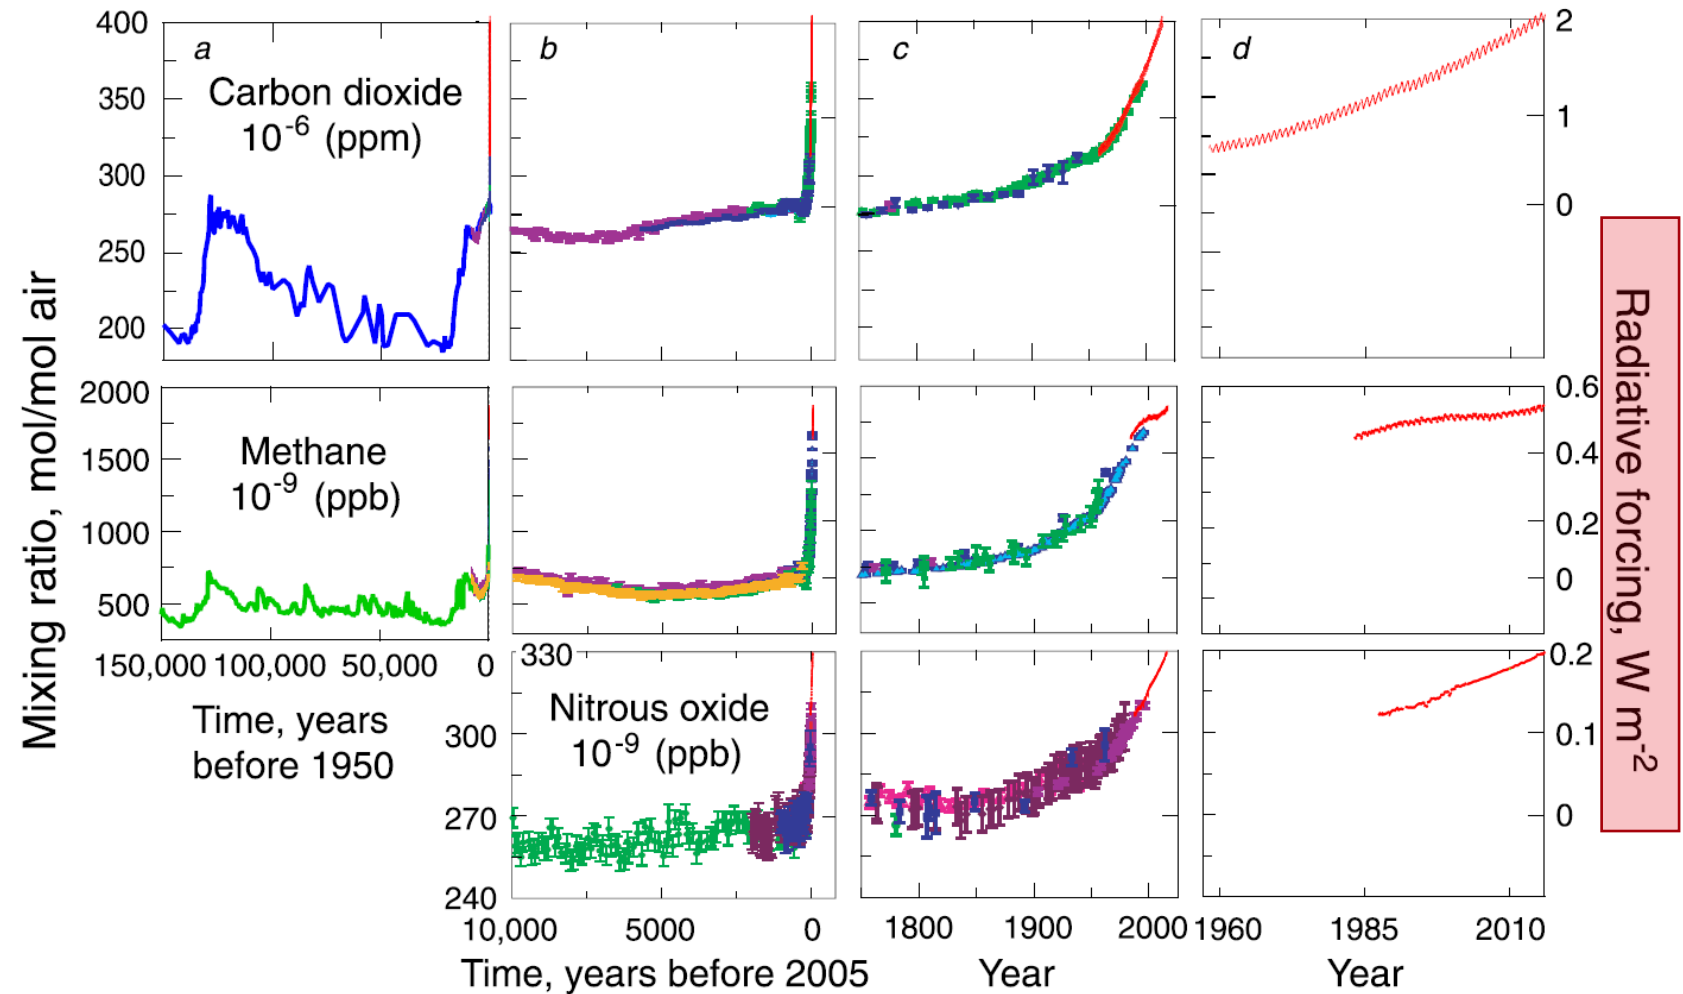 Mixing ratio, mol/mol air
400
350
300
250
200
a
Carbon dioxide
10-6 (ppm)
b
c
d
2
1
0
2000
1500
1000
500
Methane
10-9 (ppb)
0.6
0.4
0.2
0
150,000 100,000 50,000 0
Time, years
before 1950
330
300
270
240
Nitrous oxide
10-9 (ppb)
0.2
0.1
0
10,000 5000 0
Time, years before 2005
1800 1900 2000
Year
1960 1985 2010
Year
Radiative forcing, W m-2